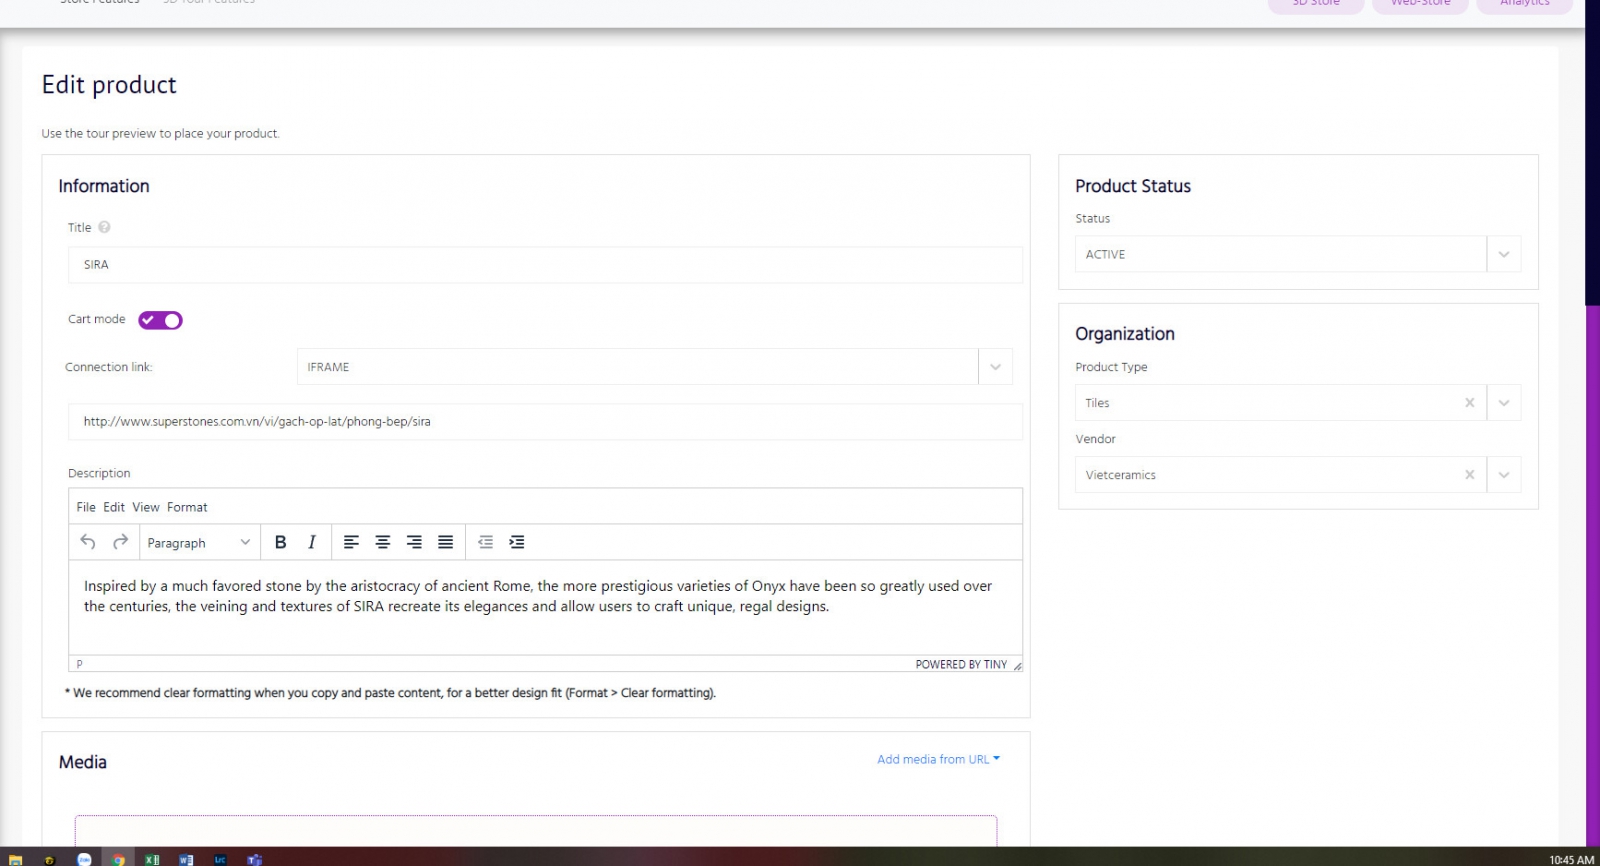 Store Features 3D Tour Features 3D Store Web-Store Analytics
Edit product
Use the tour preview to place your product.
Information
Title
SIRA
Cart mode
Connection link: IFRAME
http://www.superstones.com.vn/vi/gach-op-lat/phong-bep/sira
Description
File Edit View Format
Paragraph B I
Inspired by a much favored stone by the aristocracy of ancient Rome, the more prestigious varieties of Onyx have been so greatly used over
the centuries, the veining and textures of SIRA recreate its elegances and allow users to craft unique, regal designs.
P POWERED BY TINY
* We recommend clear formatting when you copy and paste content, for a better design fit (Format > Clear formatting).
Media Add media from URL
Product Status
Status
ACTIVE
Organization
Product Type
Tiles
Vendor
Vietceramics
10:45 AM